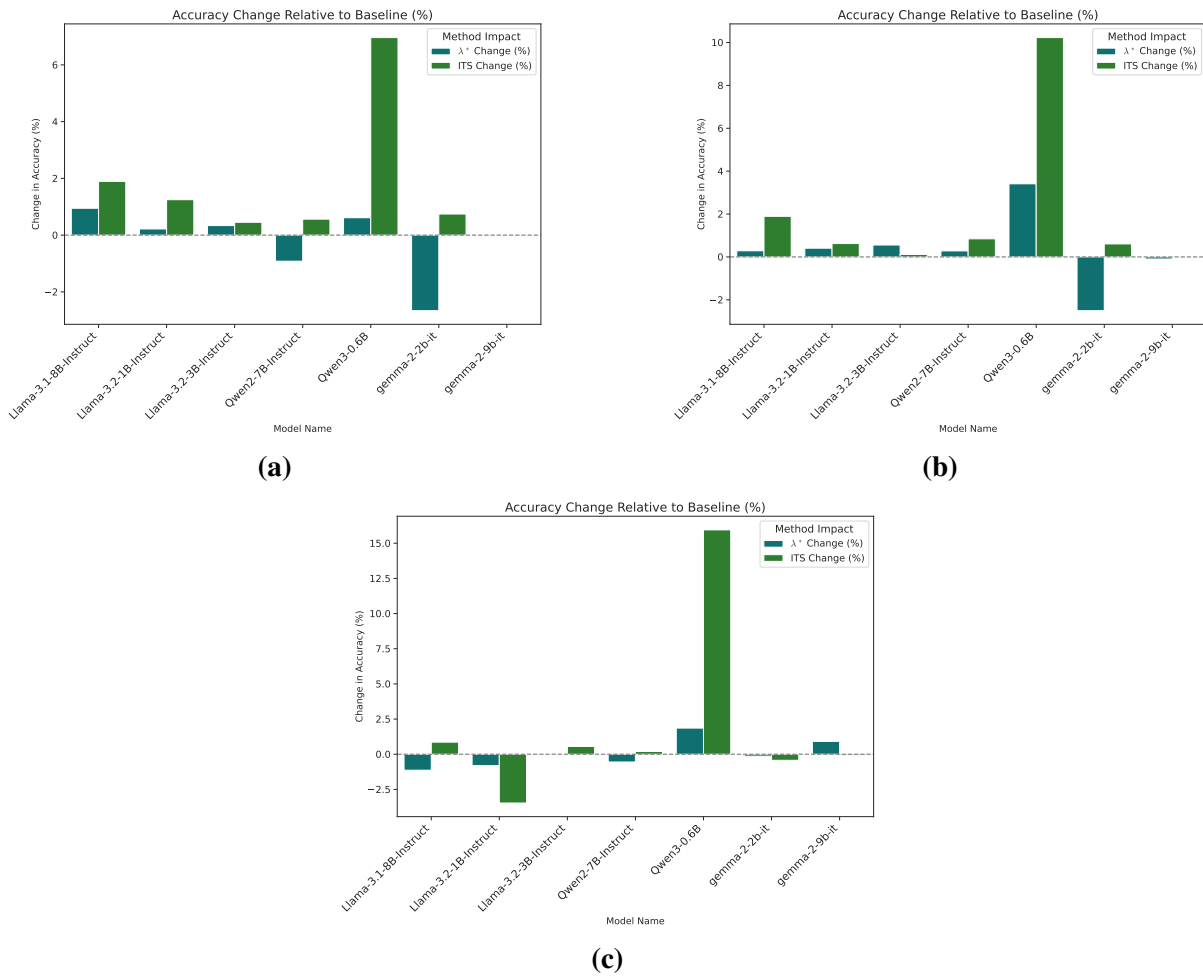 Accuracy Change Relative to Baseline (%)
Change in Accuracy (%)
6
4
2
0
−2
Method Impact
λ* Change (%)
ITS Change (%)
Llama-3.1-8B-Instruct
Llama-3.2-1B-Instruct
Llama-3.2-3B-Instruct
Qwen2-7B-Instruct
Qwen3-0.6B
gemma-2-2b-it
gemma-2-9b-it
Model Name
(a)
Accuracy Change Relative to Baseline (%)
Change in Accuracy (%)
10
8
6
4
2
0
−2
Method Impact
λ* Change (%)
ITS Change (%)
Llama-3.1-8B-Instruct
Llama-3.2-1B-Instruct
Llama-3.2-3B-Instruct
Qwen2-7B-Instruct
Qwen3-0.6B
gemma-2-2b-it
gemma-2-9b-it
Model Name
(b)
Accuracy Change Relative to Baseline (%)
Change in Accuracy (%)
15.0
12.5
10.0
7.5
5.0
2.5
0.0
−2.5
Method Impact
λ* Change (%)
ITS Change (%)
Llama-3.1-8B-Instruct
Llama-3.2-1B-Instruct
Llama-3.2-3B-Instruct
Qwen2-7B-Instruct
Qwen3-0.6B
gemma-2-2b-it
gemma-2-9b-it
Model Name
(c)